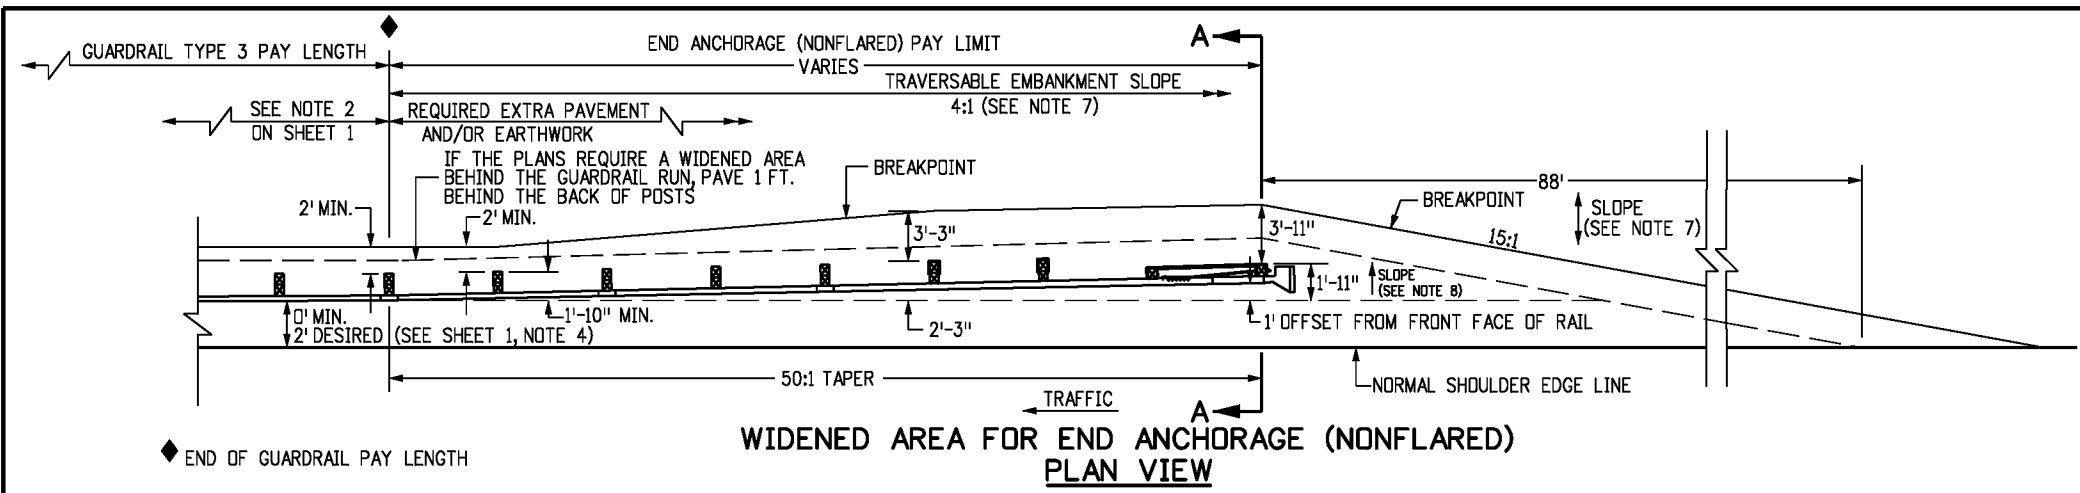 GUARDRAIL TYPE 3 PAY LENGTH
END ANCHORAGE (NONFLARED) PAY LIMIT
VARIES
A
TRAVERSABLE EMBANKMENT SLOPE
4:1 (SEE NOTE 7)
SEE NOTE 2
ON SHEET 1
REQUIRED EXTRA PAVEMENT
AND/OR EARTHWORK
IF THE PLANS REQUIRE A WIDENED AREA
BEHIND THE GUARDRAIL RUN, PAVE 1 FT.
BEHIND THE BACK OF POSTS
BREAKPOINT
88'
BREAKPOINT
SLOPE
(SEE NOTE 7)
2' MIN.
2' MIN.
3'-3"
3'-11"
15:1
1'-11"
SLOPE
(SEE NOTE 8)
0' MIN.
2' DESIRED (SEE SHEET 1, NOTE 4)
1'-10" MIN.
2'-3"
1' OFFSET FROM FRONT FACE OF RAIL
50:1 TAPER
NORMAL SHOULDER EDGE LINE
TRAFFIC
A
WIDENED AREA FOR END ANCHORAGE (NONFLARED)
PLAN VIEW
END OF GUARDRAIL PAY LENGTH